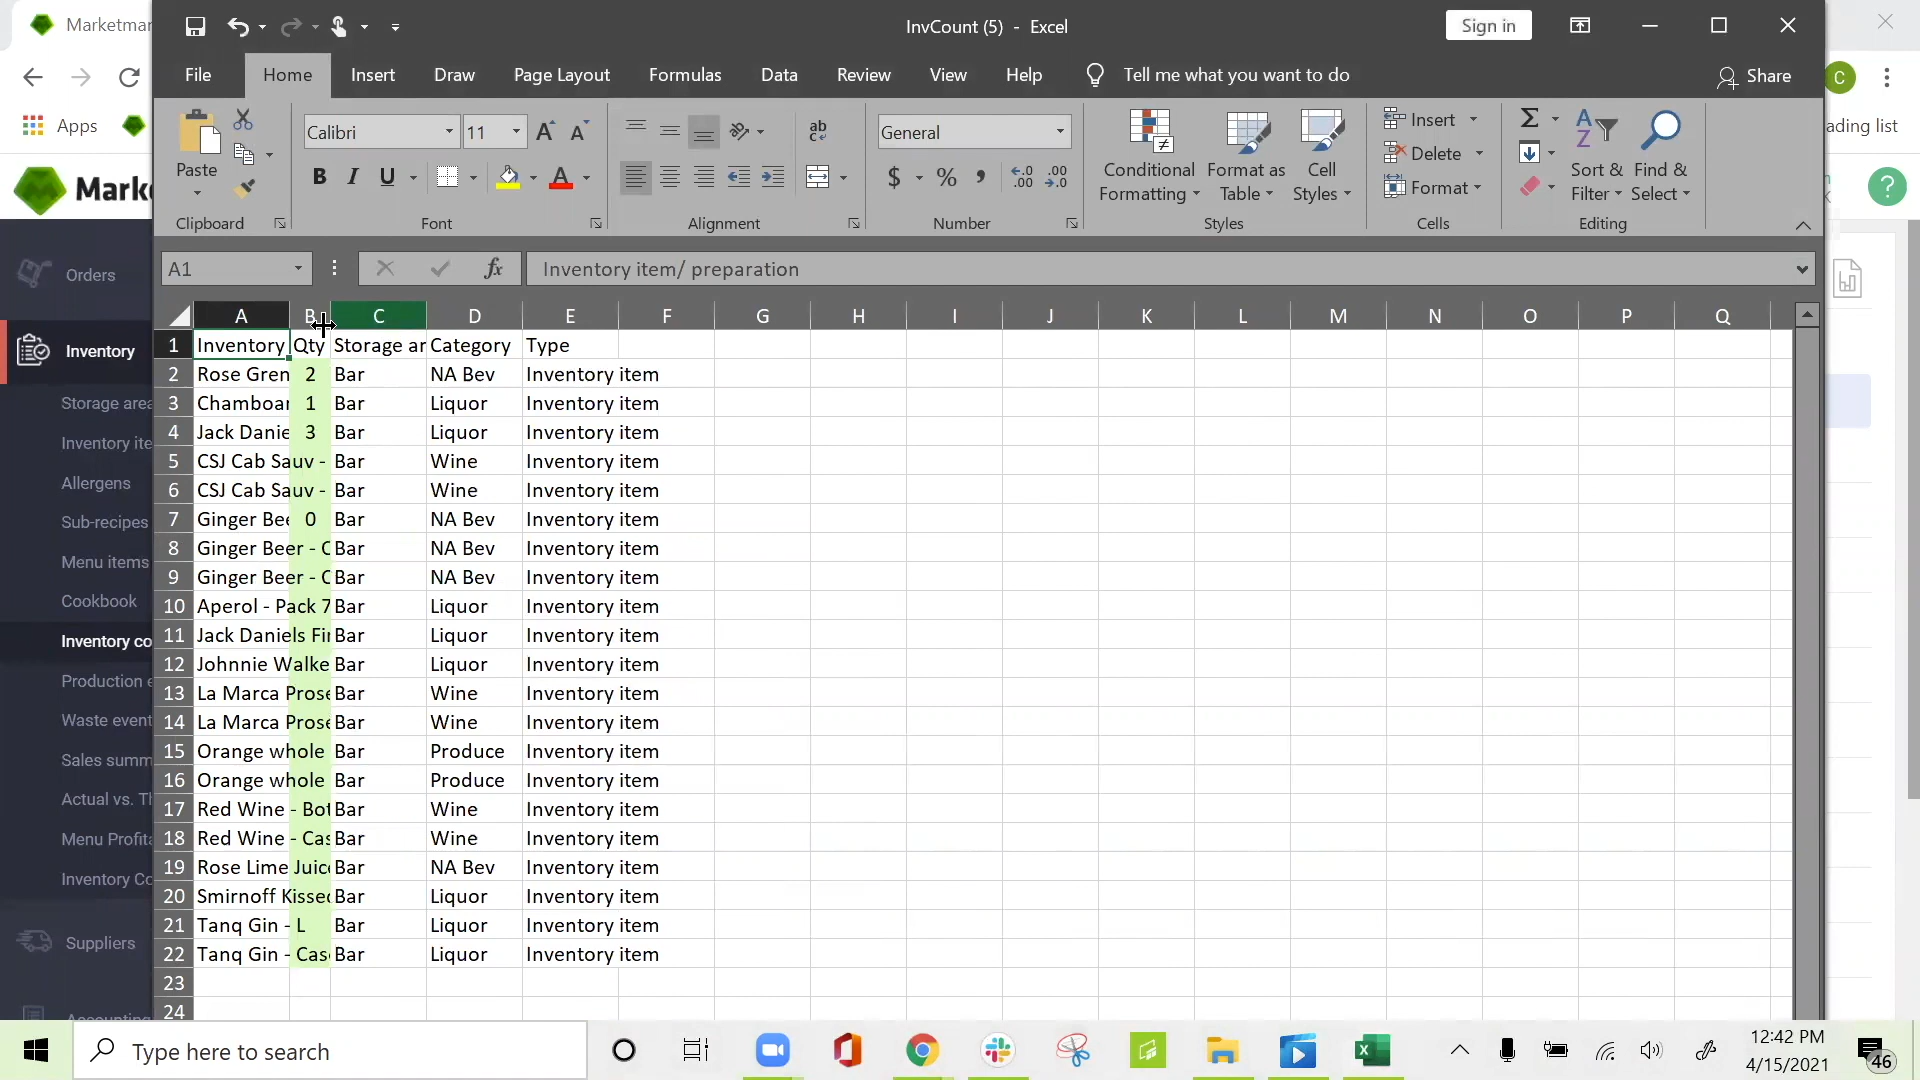 Marketmar
InvCount (5) - Excel
Sign in
File Home Insert Draw Page Layout Formulas Data Review View Help Tell me what you want to do Share
Apps
ading list
Paste
Calibri 11
General
Conditional Formatting
Format as Table
Cell Styles
Insert
Delete
Format
Sort & Filter
Find & Select
Clipboard Font Alignment Number Styles Cells Editing
Marke
A1 Inventory item/ preparation
A B C D E F G H I J K L M N O P Q
1 Inventory Qty Storage ar Category Type
2 Rose Gren 2 Bar NA Bev Inventory item
3 Chamboar 1 Bar Liquor Inventory item
4 Jack Danie 3 Bar Liquor Inventory item
5 CSJ Cab Sauv - Bar Wine Inventory item
6 CSJ Cab Sauv - Bar Wine Inventory item
7 Ginger Bee 0 Bar NA Bev Inventory item
8 Ginger Beer - C Bar NA Bev Inventory item
9 Ginger Beer - C Bar NA Bev Inventory item
10 Aperol - Pack 7 Bar Liquor Inventory item
11 Jack Daniels Fir Bar Liquor Inventory item
12 Johnnie Walke Bar Liquor Inventory item
13 La Marca Prose Bar Wine Inventory item
14 La Marca Prose Bar Wine Inventory item
15 Orange whole Bar Produce Inventory item
16 Orange whole Bar Produce Inventory item
17 Red Wine - Bot Bar Wine Inventory item
18 Red Wine - Cas Bar Wine Inventory item
19 Rose Lime Juice Bar NA Bev Inventory item
20 Smirnoff Kissed Bar Liquor Inventory item
21 Tanq Gin - L Bar Liquor Inventory item
22 Tanq Gin - Case Bar Liquor Inventory item
23
24
Orders
Inventory
Storage area
Inventory ite
Allergens
Sub-recipes
Menu items
Cookbook
Inventory co
Production e
Waste event
Sales summ
Actual vs. Th
Menu Profita
Inventory Co
Suppliers
Accounting
Type here to search
12:42 PM
4/15/2021
46